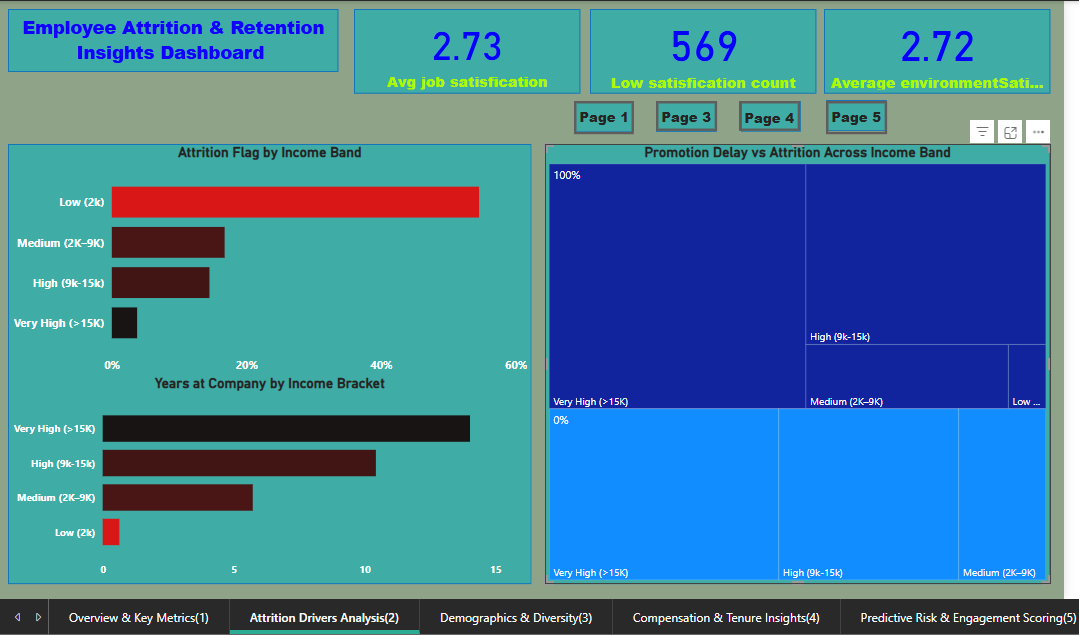 Employee Attrition & Retention
Insights Dashboard
2.73
Avg job satisfication
569
Low satisfication count
2.72
Average environmentSati...
Page 1
Page 3
Page 4
Page 5
Attrition Flag by Income Band
Low (2k)
Medium (2K–9K)
High (9k-15k)
Very High (>15K)
0%
20%
40%
60%
Years at Company by Income Bracket
Very High (>15K)
High (9k-15k)
Medium (2K–9K)
Low (2k)
0
5
10
15
Promotion Delay vs Attrition Across Income Band
100%
High (9k-15k)
Very High (>15K)
Medium (2K–9K)
Low ...
0%
Very High (>15K)
High (9k-15k)
Medium (2K–9K)
Overview & Key Metrics(1)
Attrition Drivers Analysis(2)
Demographics & Diversity(3)
Compensation & Tenure Insights(4)
Predictive Risk & Engagement Scoring(5)